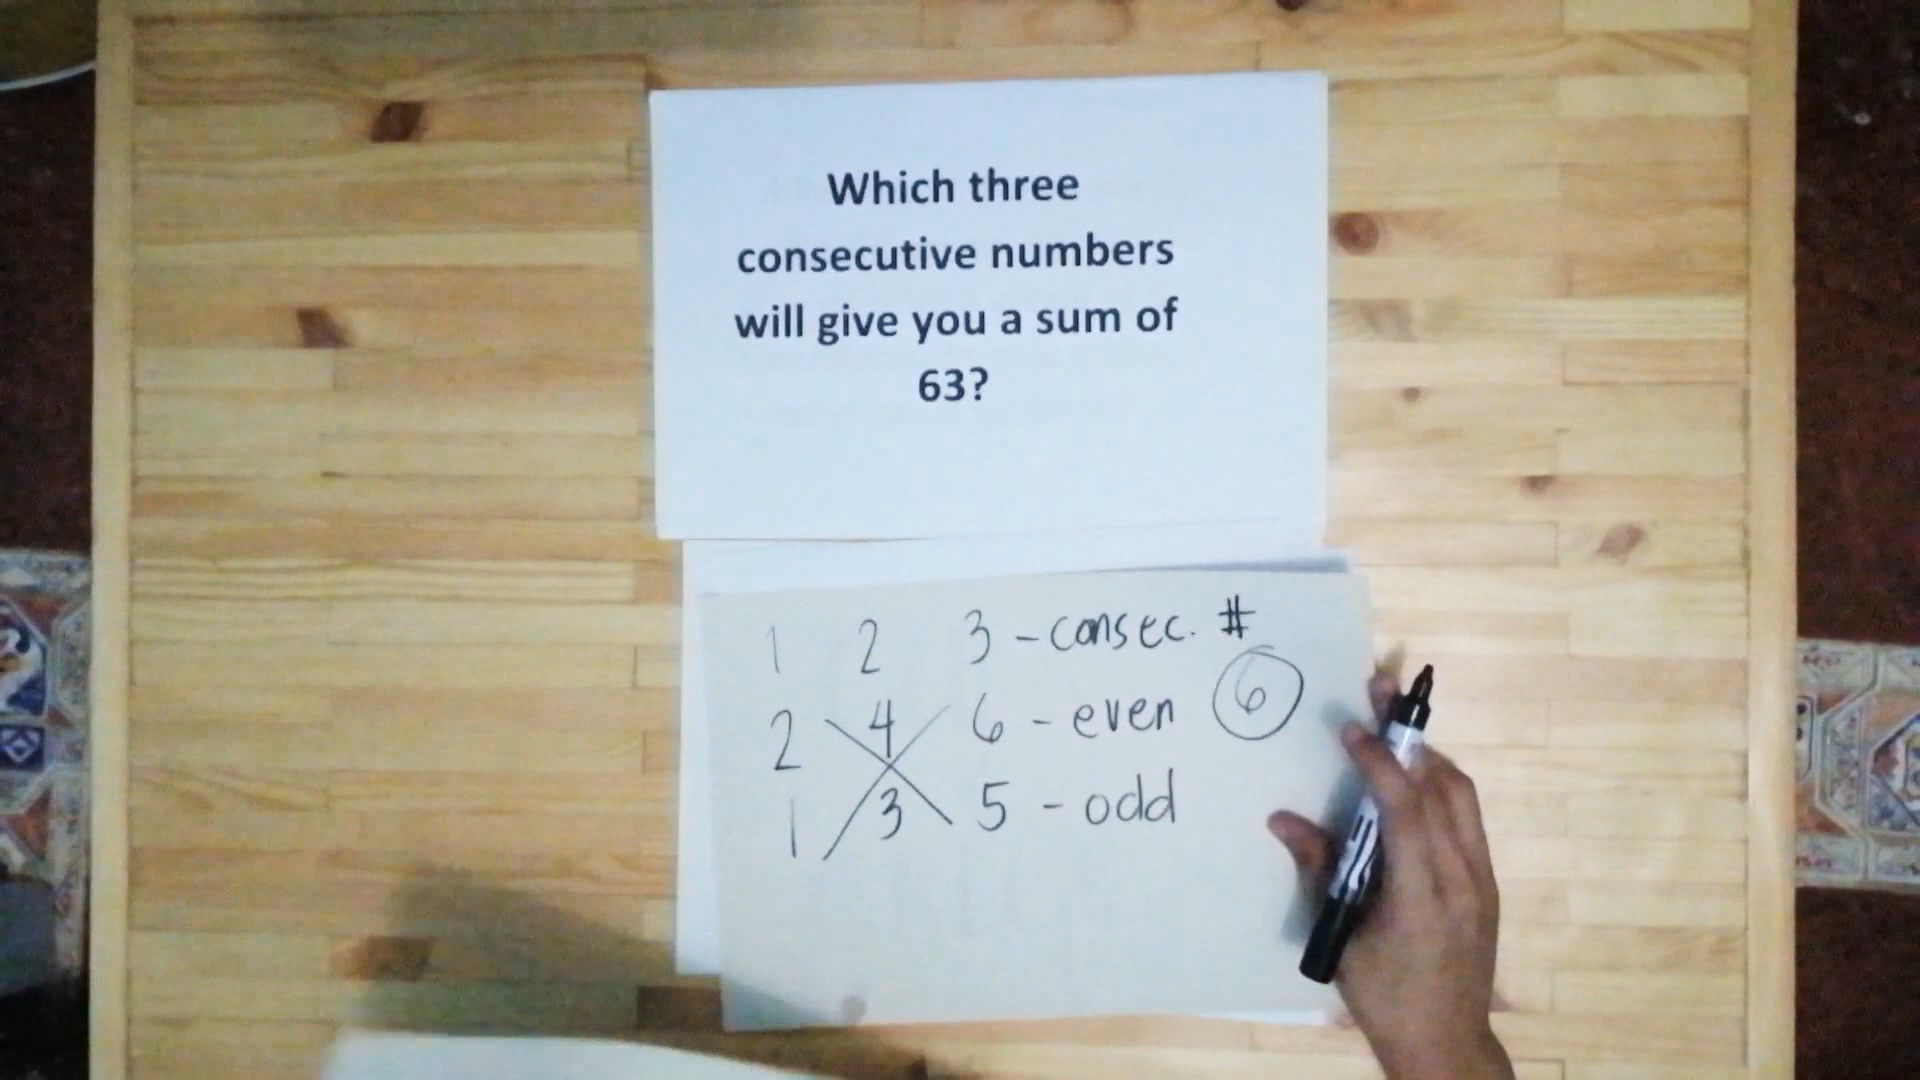 Which three
consecutive numbers
will give you a sum of
63?
1 2 3 - consec. #
2 4 6 - even 6
1 3 5 - odd